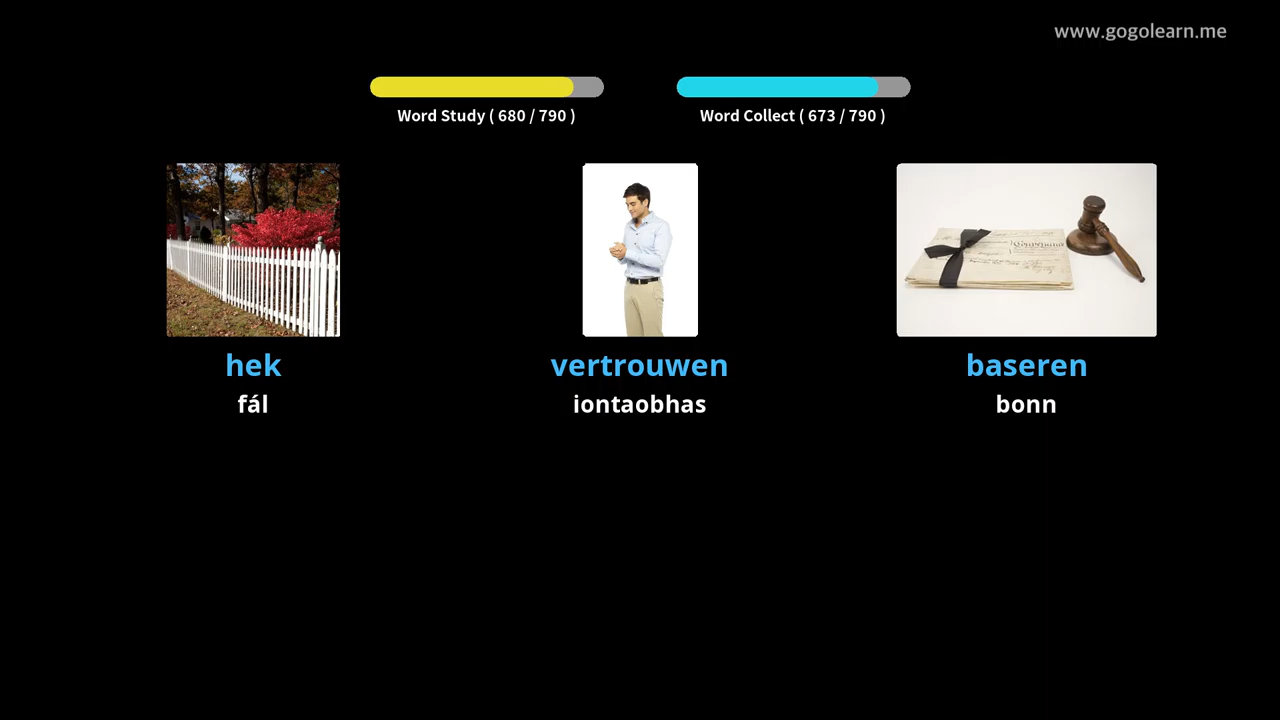 www.gogolearn.me
Word Study ( 680 / 790 )
Word Collect ( 673 / 790 )
hek
vertrouwen
baseren
fál
iontaobhas
bonn